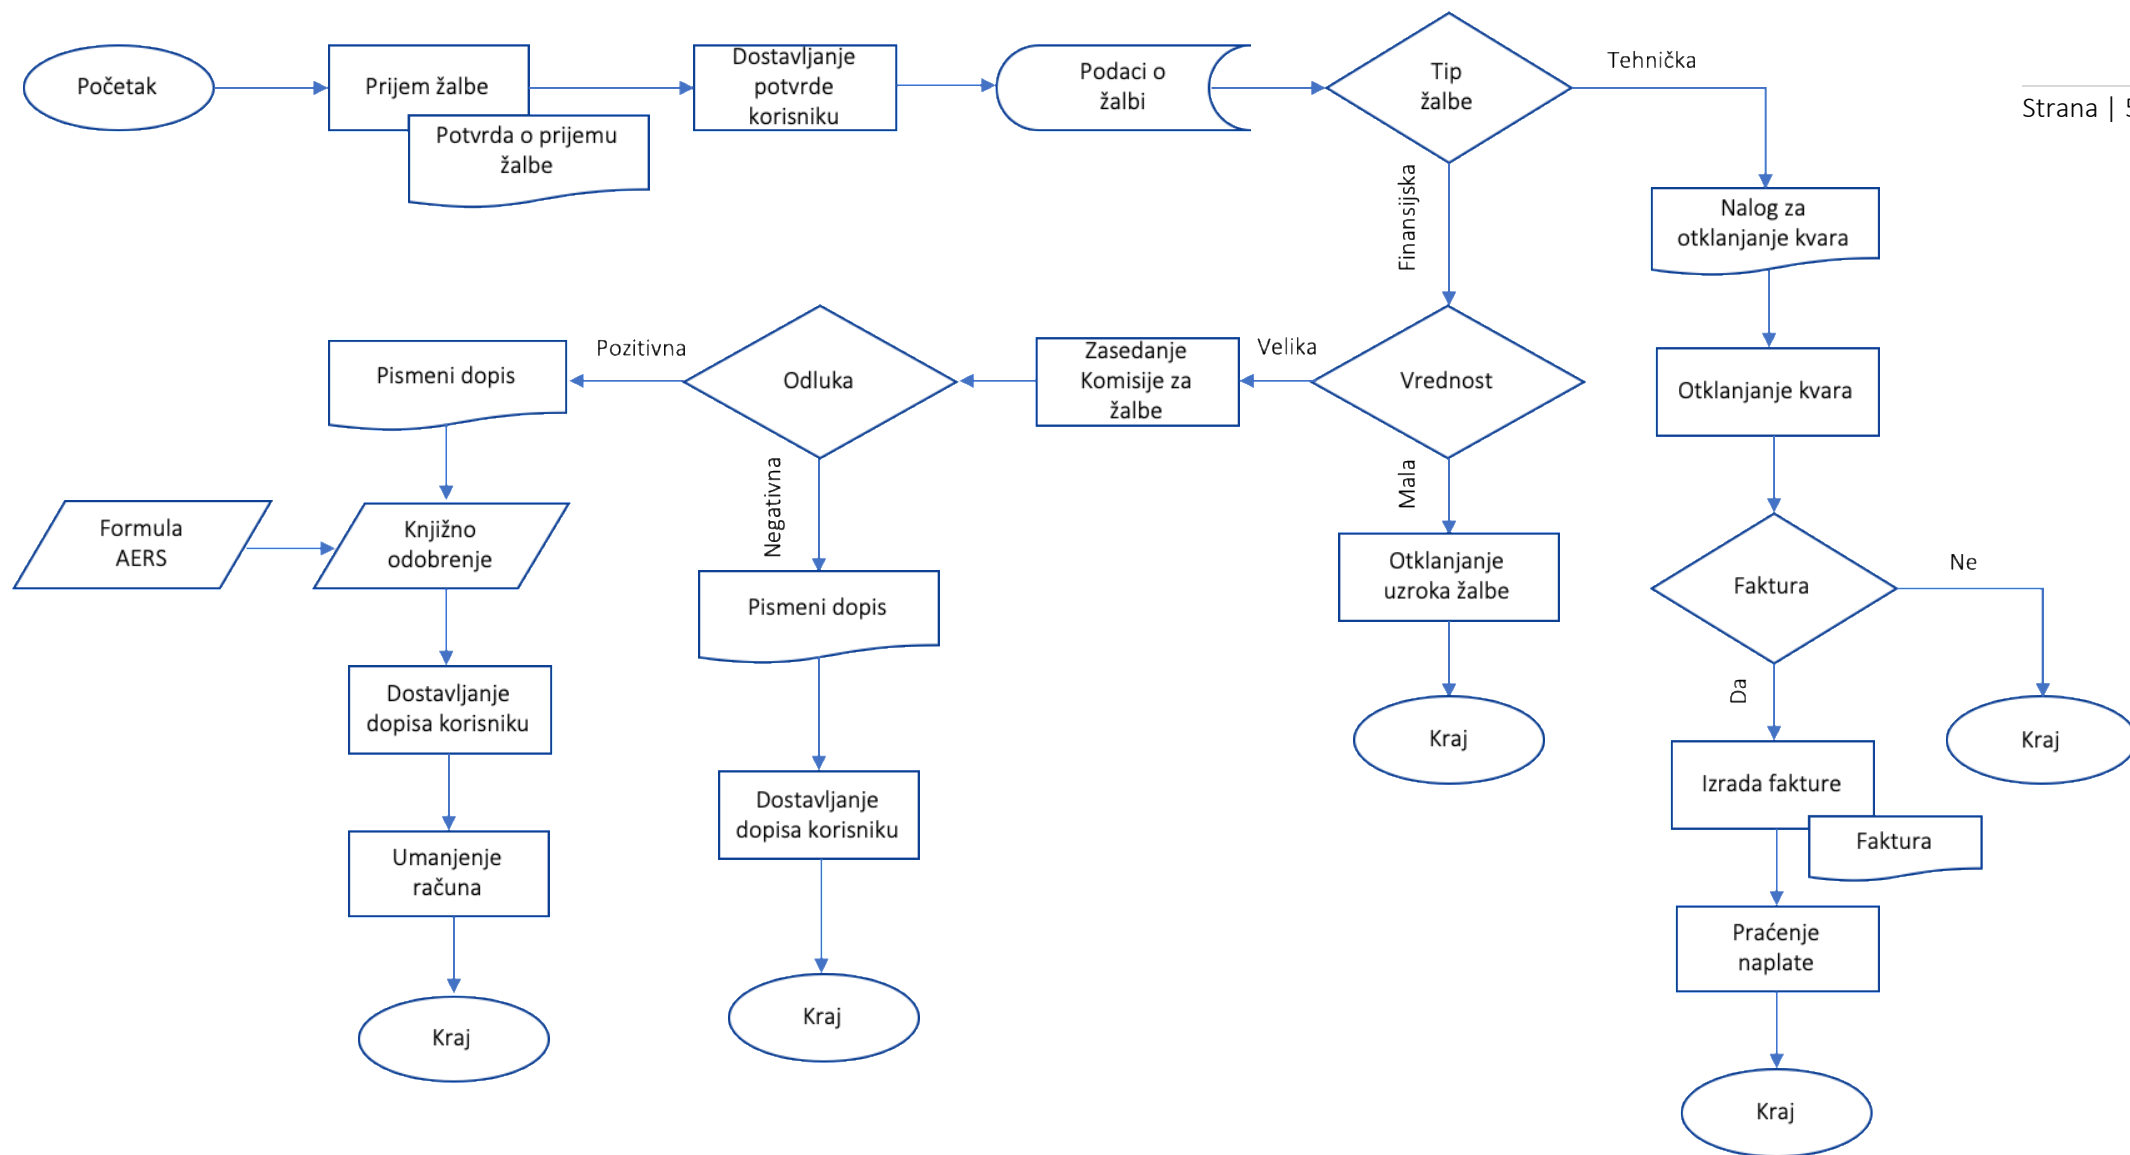 Početak
Prijem žalbe
Potvrda o prijemu
žalbe
Dostavljanje
potvrde
korisniku
Podaci o
žalbi
Tip
žalbe
Tehnička
Strana | 5
Finansijska
Nalog za
otklanjanje kvara
Pismeni dopis
Pozitivna
Odluka
Zasedanje
Komisije za
žalbe
Velika
Vrednost
Otklanjanje kvara
Negativna
Mala
Formula
AERS
Knjižno
odobrenje
Otklanjanje
uzroka žalbe
Faktura
Ne
Pismeni dopis
Dostavljanje
dopisa korisniku
Da
Kraj
Kraj
Izrada fakture
Faktura
Dostavljanje
dopisa korisniku
Umanjenje
računa
Praćenje
naplate
Kraj
Kraj
Kraj